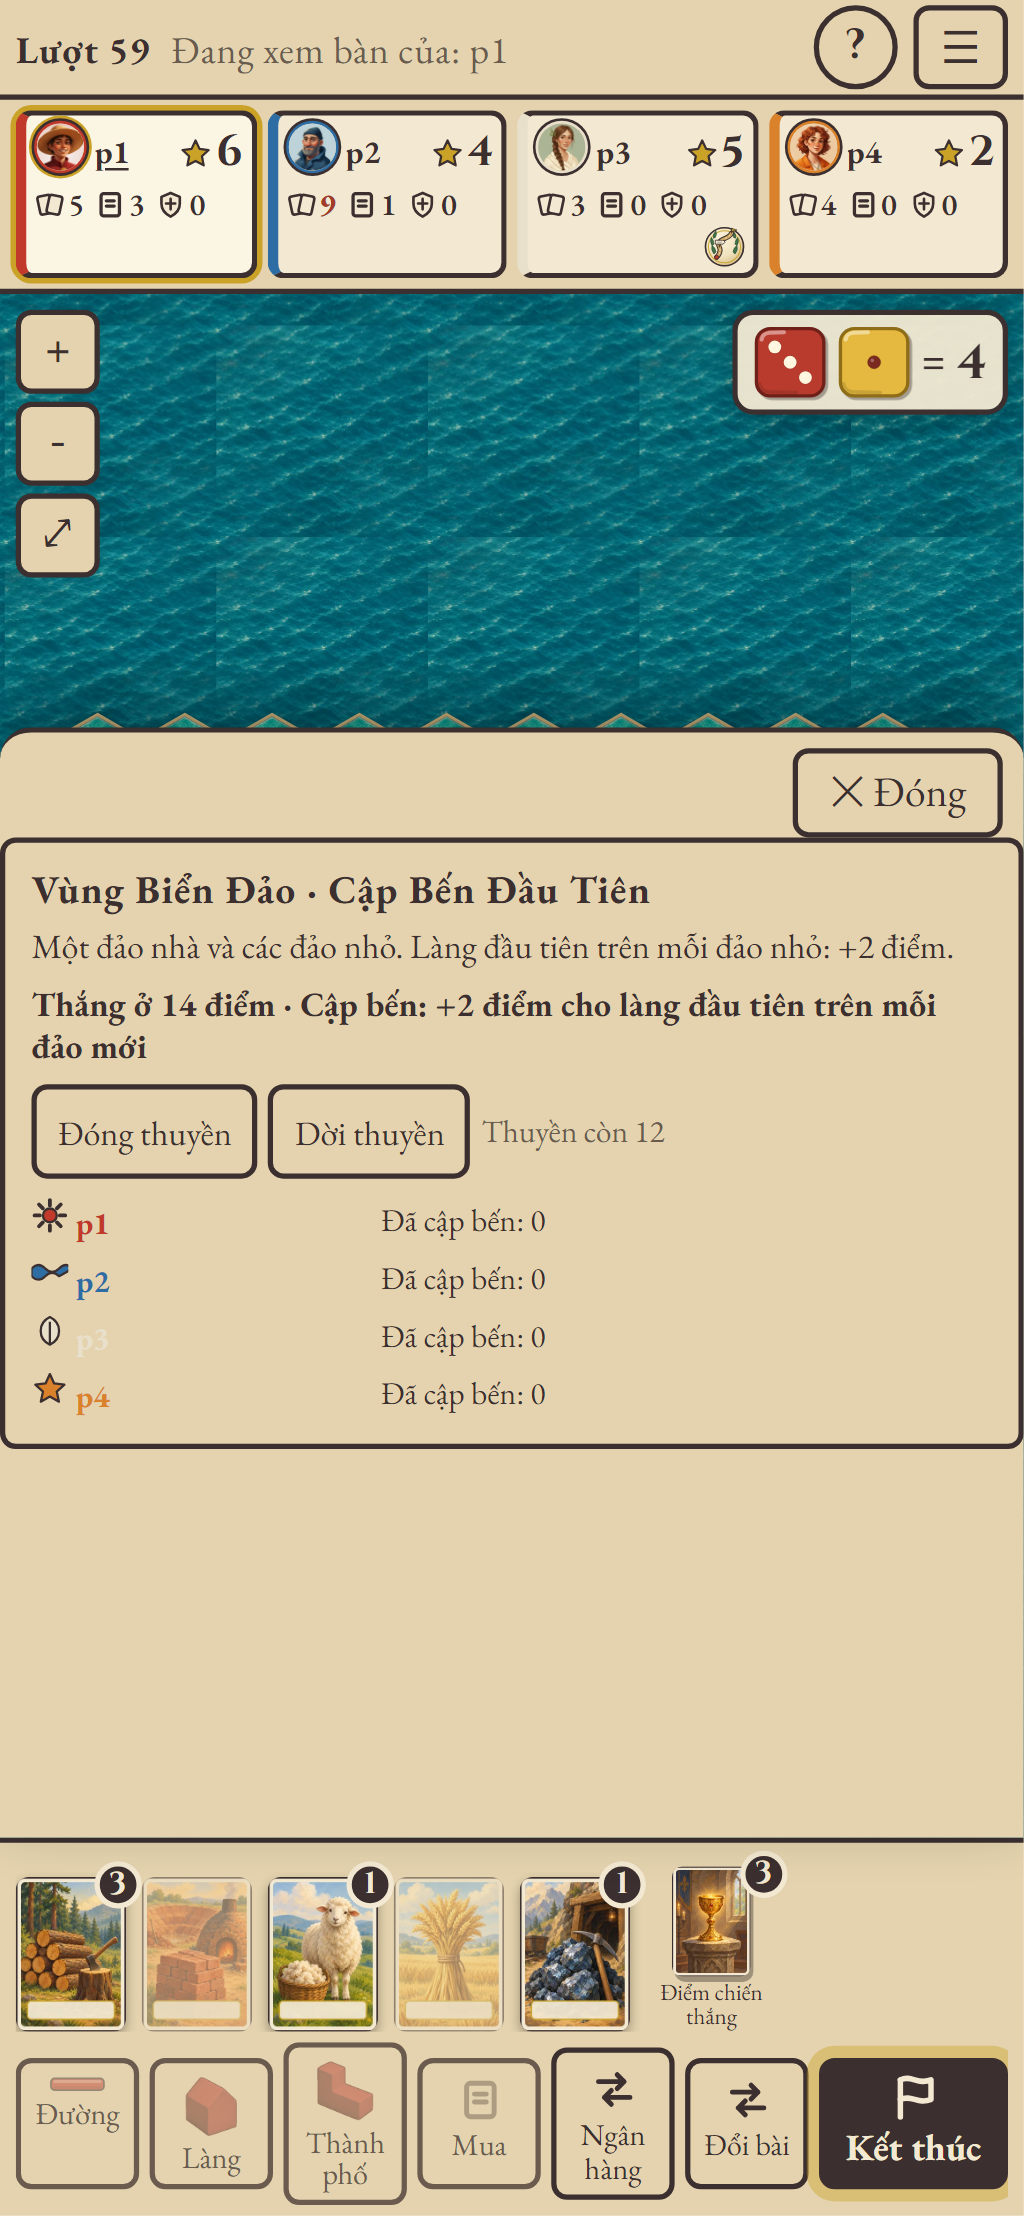 Lượt 59 Đang xem bàn của: p1 ?
p1 6
5 3 0
p2 4
9 1 0
p3 5
3 0 0
p4 2
4 0 0
+
-
= 4
Đóng
Vùng Biển Đảo · Cập Bến Đầu Tiên
Một đảo nhà và các đảo nhỏ. Làng đầu tiên trên mỗi đảo nhỏ: +2 điểm.
Thắng ở 14 điểm · Cập bến: +2 điểm cho làng đầu tiên trên mỗi
đảo mới
Đóng thuyền Dời thuyền Thuyền còn 12
p1 Đã cập bến: 0
p2 Đã cập bến: 0
p3 Đã cập bến: 0
p4 Đã cập bến: 0
3 1 1 3
Điểm chiến
thắng
Đường
Làng
Thành
phố
Mua
Ngân
hàng
Đổi bài
Kết thúc